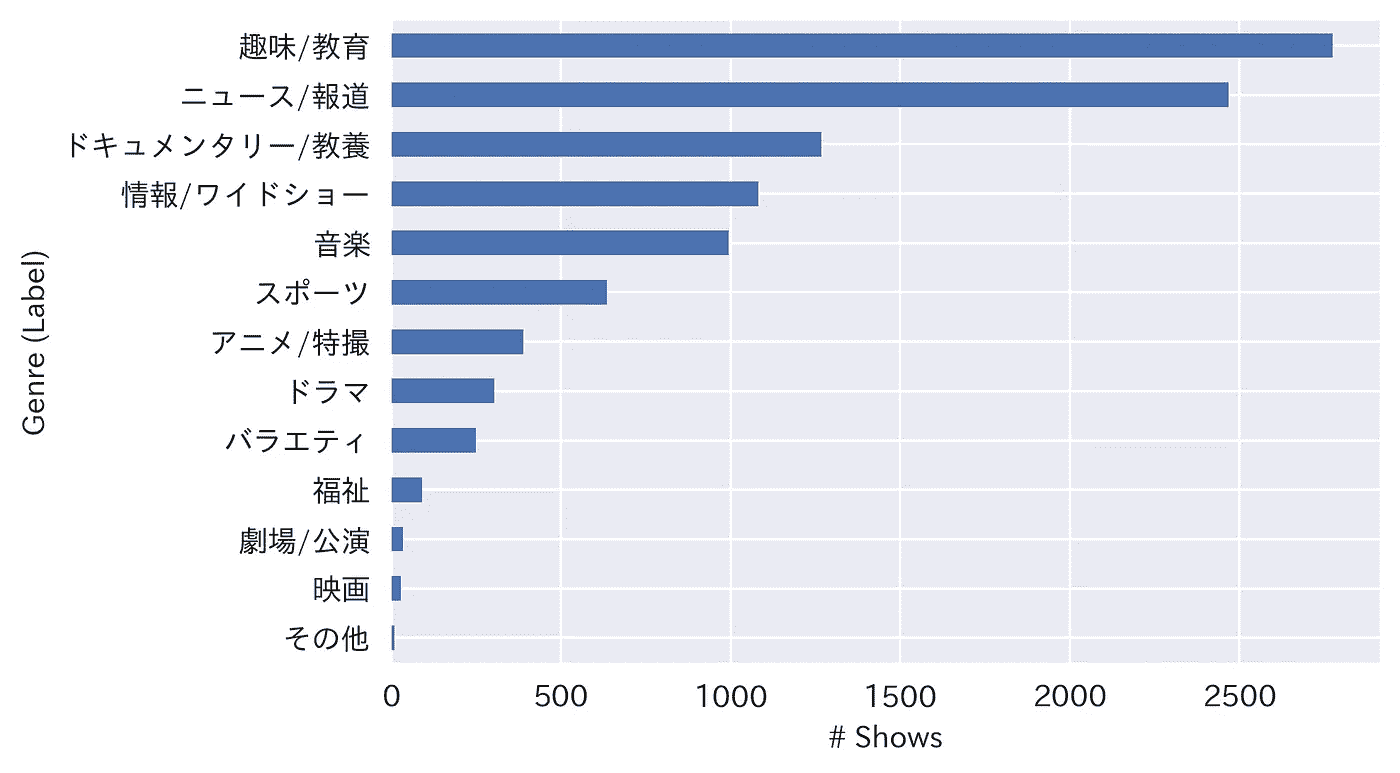 趣味/教育
ニュース/報道
ドキュメンタリー/教養
情報/ワイドショー
音楽
スポーツ
アニメ/特撮
ドラマ
バラエティ
福祉
劇場/公演
映画
その他
Genre (Label)
0 500 1000 1500 2000 2500
# Shows